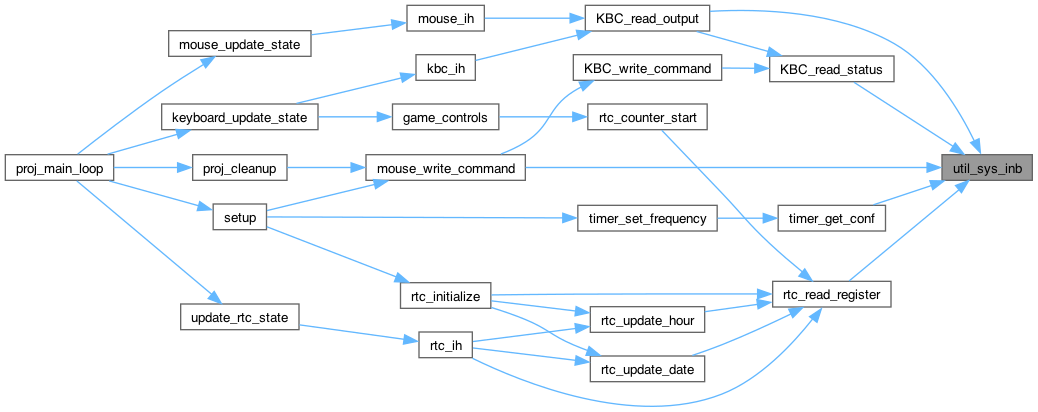 mouse_ih
KBC_read_output
mouse_update_state
kbc_ih
KBC_write_command
KBC_read_status
keyboard_update_state
game_controls
rtc_counter_start
proj_main_loop
proj_cleanup
mouse_write_command
util_sys_inb
setup
timer_set_frequency
timer_get_conf
rtc_initialize
rtc_read_register
update_rtc_state
rtc_update_hour
rtc_ih
rtc_update_date